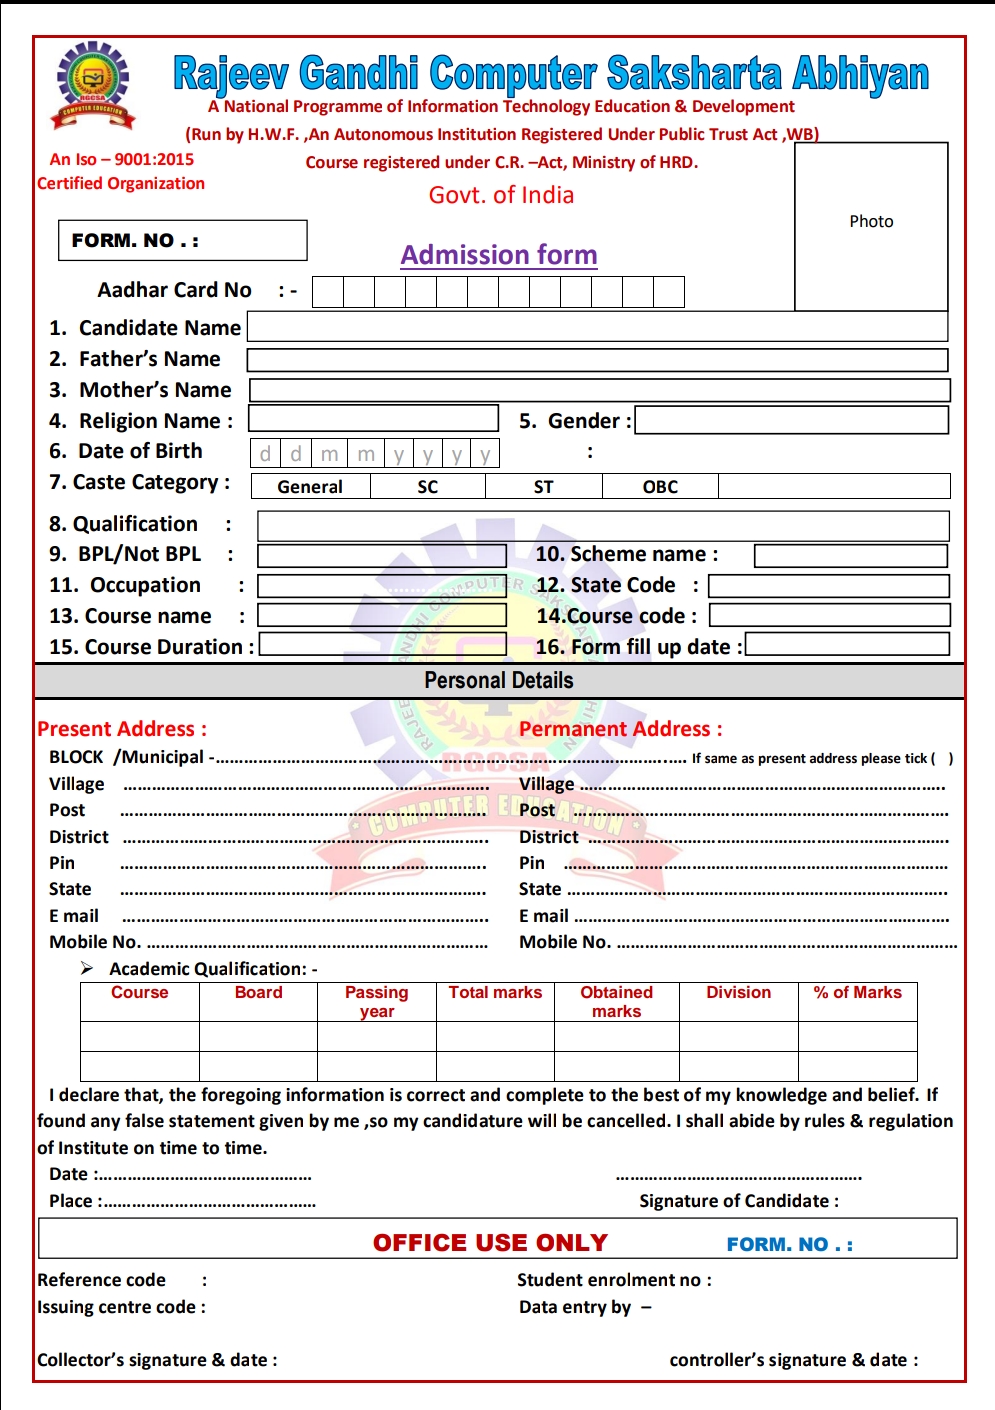 Rajeev Gandhi Computer Saksharta Abhiyan
RGCSA
COMPUTER EDUCATION
A National Programme of Information Technology Education & Development
(Run by H.W.F. ,An Autonomous Institution Registered Under Public Trust Act ,WB)
An Iso – 9001:2015
Certified Organization
Course registered under C.R. –Act, Ministry of HRD.
Govt. of India
Photo
FORM. NO . :
Admission form
Aadhar Card No : -
1. Candidate Name
2. Father’s Name
3. Mother’s Name
4. Religion Name : 5. Gender :
6. Date of Birth d d m m y y y y :
7. Caste Category : General SC ST OBC
8. Qualification :
9. BPL/Not BPL : 10. Scheme name :
11. Occupation : 12. State Code :
13. Course name : 14.Course code :
15. Course Duration : 16. Form fill up date :
Personal Details
RGCSA
COMPUTER EDUCATION
Present Address : Permanent Address :
BLOCK /Municipal -........................................................................ If same as present address please tick ( )
Village ................................................................ Village ................................................................
Post ................................................................ Post ................................................................
District ................................................................ District ................................................................
Pin ................................................................ Pin ................................................................
State ................................................................ State ................................................................
E mail ................................................................ E mail ................................................................
Mobile No. ............................................................ Mobile No. ............................................................
➢ Academic Qualification: -
Course Board Passing year Total marks Obtained marks Division % of Marks
I declare that, the foregoing information is correct and complete to the best of my knowledge and belief. If
found any false statement given by me ,so my candidature will be cancelled. I shall abide by rules & regulation
of Institute on time to time.
Date :........................................ ............................................
Place :........................................ Signature of Candidate :
OFFICE USE ONLY FORM. NO . :
Reference code : Student enrolment no :
Issuing centre code : Data entry by –
Collector’s signature & date : controller’s signature & date :